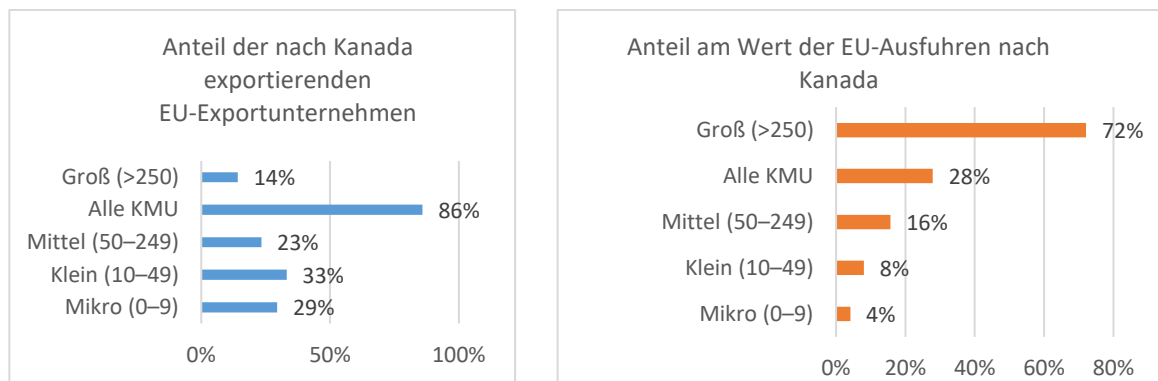 Anteil der nach Kanada
exportierenden
EU-Exportunternehmen
Groß (>250)
14%
Alle KMU
86%
Mittel (50–249)
23%
Klein (10–49)
33%
Mikro (0–9)
29%
0%
50%
100%
Anteil am Wert der EU-Ausfuhren nach
Kanada
Groß (>250)
72%
Alle KMU
28%
Mittel (50–249)
16%
Klein (10–49)
8%
Mikro (0–9)
4%
0%
20%
40%
60%
80%